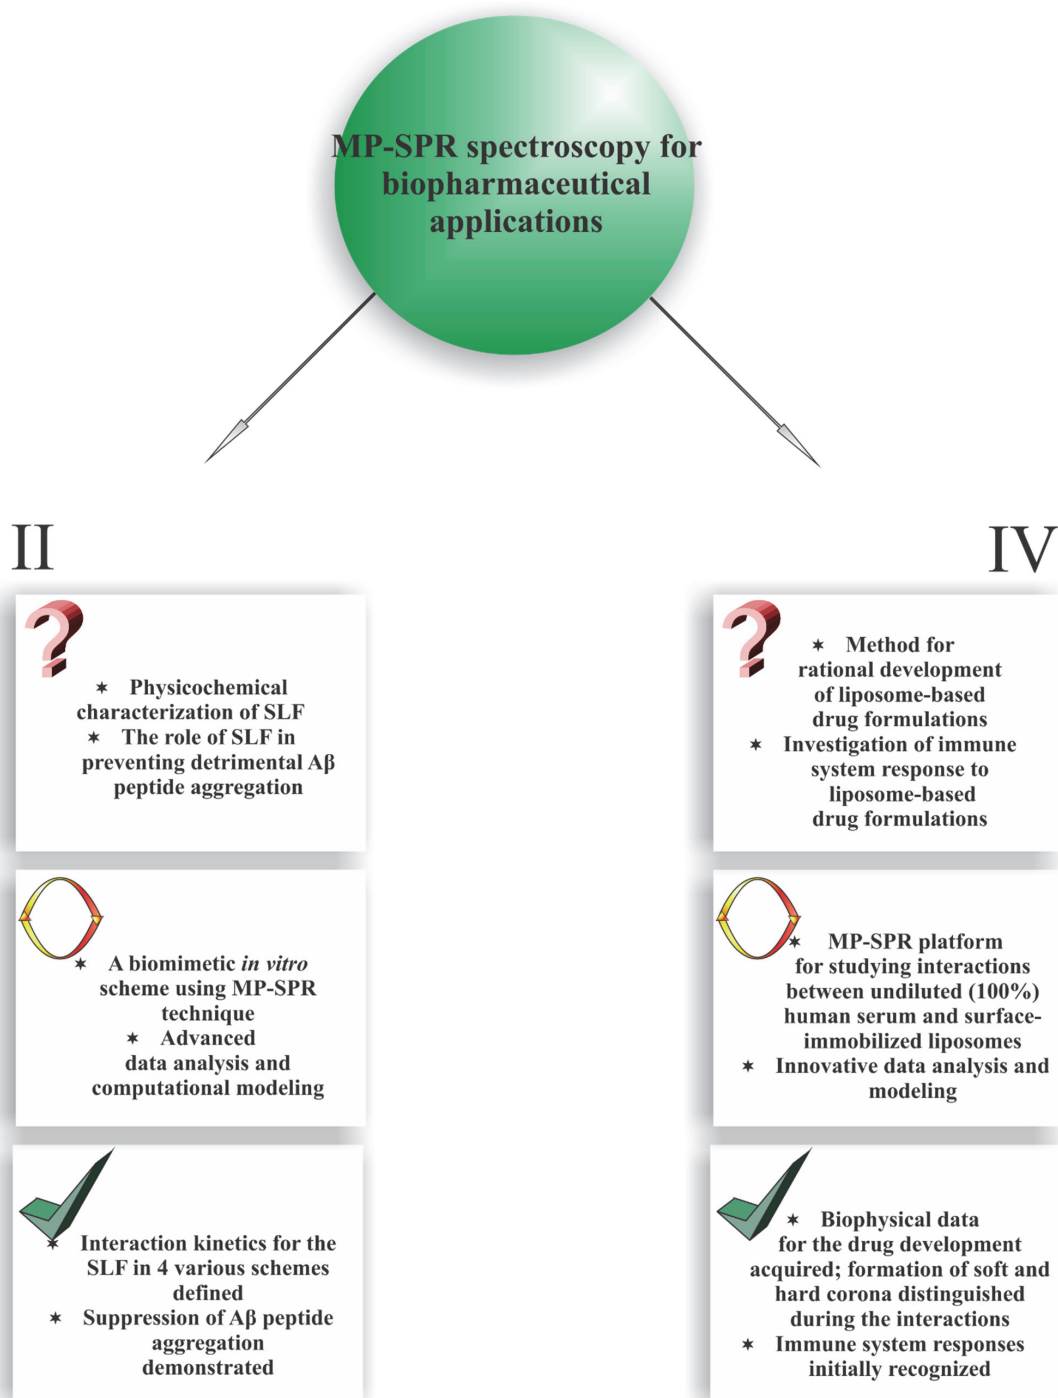 MP-SPR spectroscopy for
biopharmaceutical
applications
II
✶ Physicochemical
characterization of SLF
✶ The role of SLF in
preventing detrimental Aβ
peptide aggregation
✶ A biomimetic in vitro
scheme using MP-SPR
technique
✶ Advanced
data analysis and
computational modeling
✶ Interaction kinetics for the
SLF in 4 various schemes
defined
✶ Suppression of Aβ peptide
aggregation
demonstrated
IV
✶ Method for
rational development
of liposome-based
drug formulations
✶ Investigation of immune
system response to
liposome-based
drug formulations
✶ MP-SPR platform
for studying interactions
between undiluted (100%)
human serum and surface-
immobilized liposomes
✶ Innovative data analysis and
modeling
✶ Biophysical data
for the drug development
acquired; formation of soft and
hard corona distinguished
during the interactions
✶ Immune system responses
initially recognized